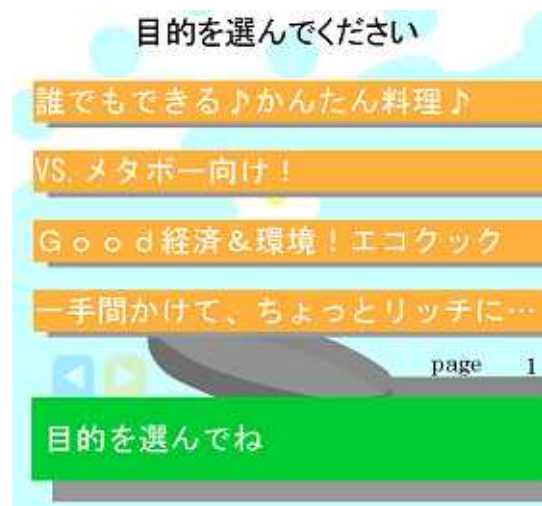 目的を選んでください
誰でもできる♪かんたん料理♪
VS.メタボー向け！
Ｇｏｏｄ経済＆環境！エコクック
一手間かけて、ちょっとリッチに…
page 1
目的を選んでね